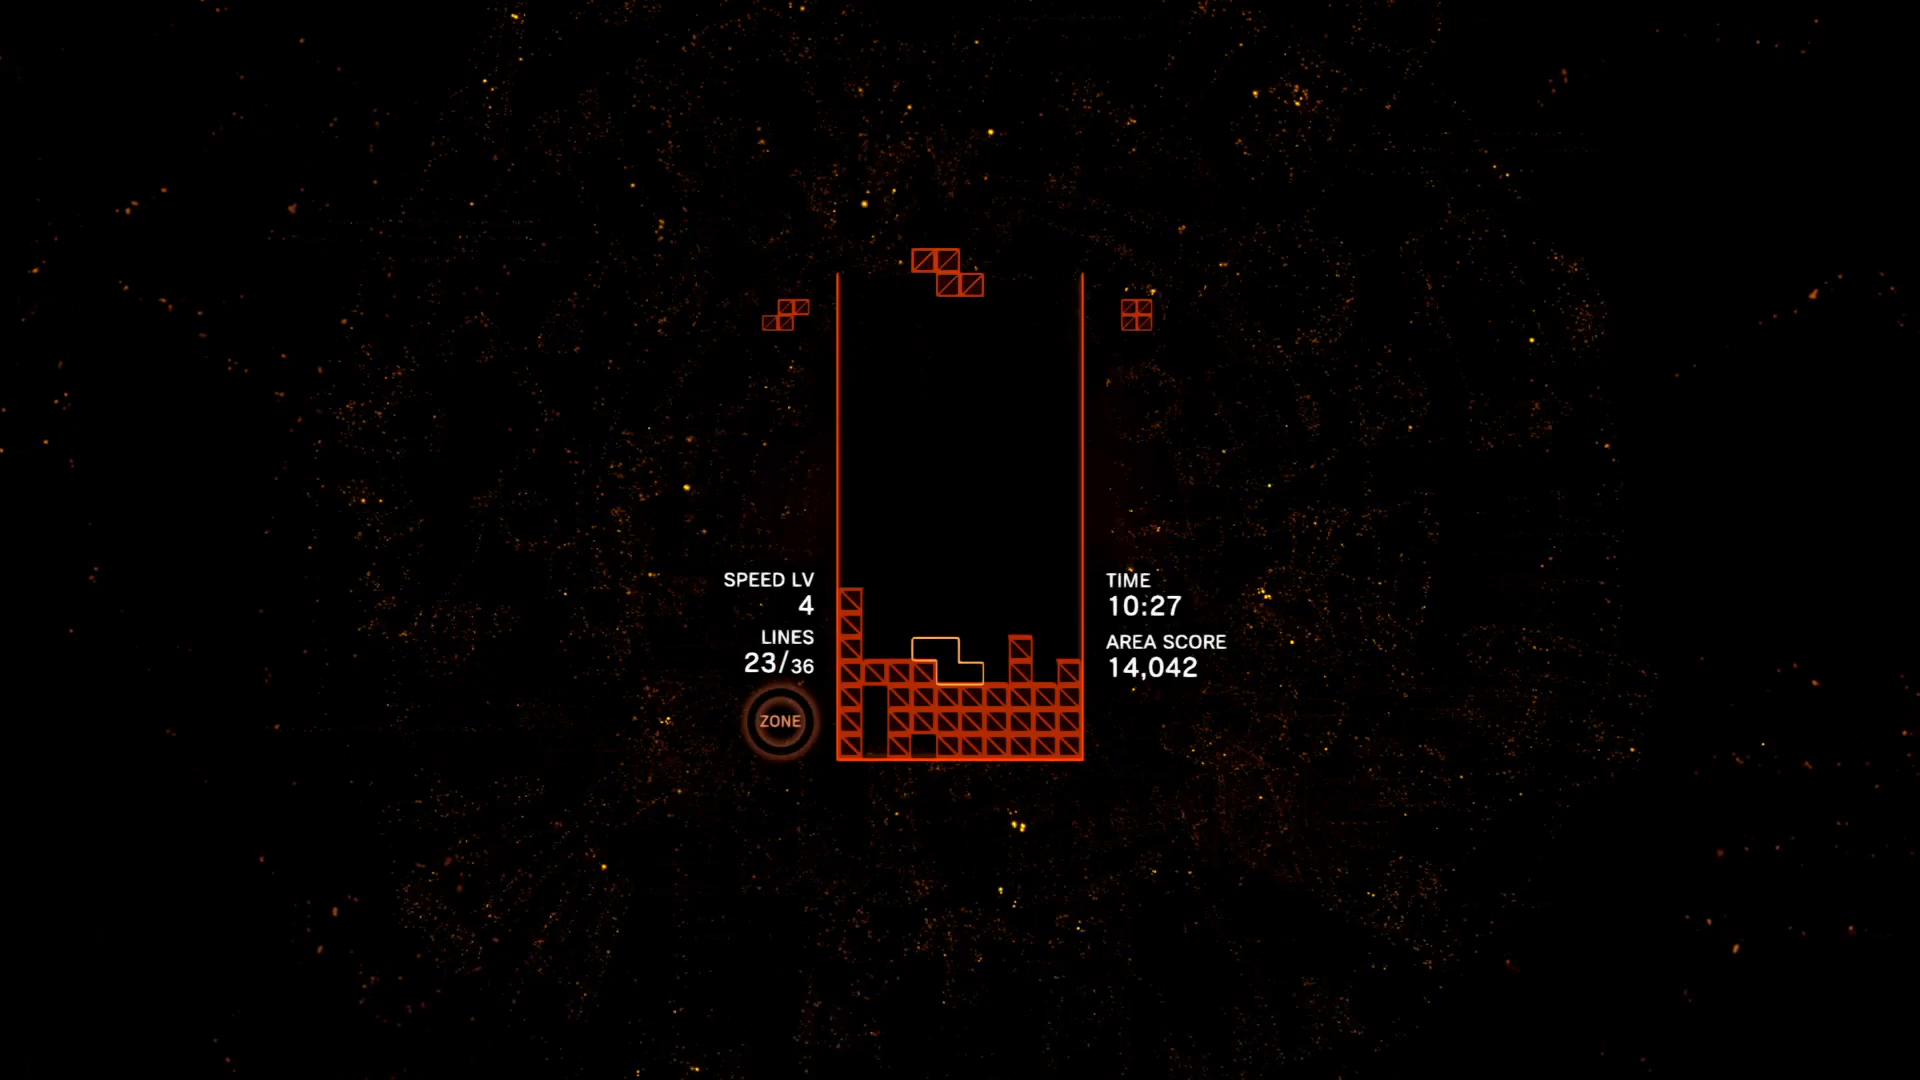 SPEED LV
4
LINES
23/36
ZONE
TIME
10:27
AREA SCORE
14,042